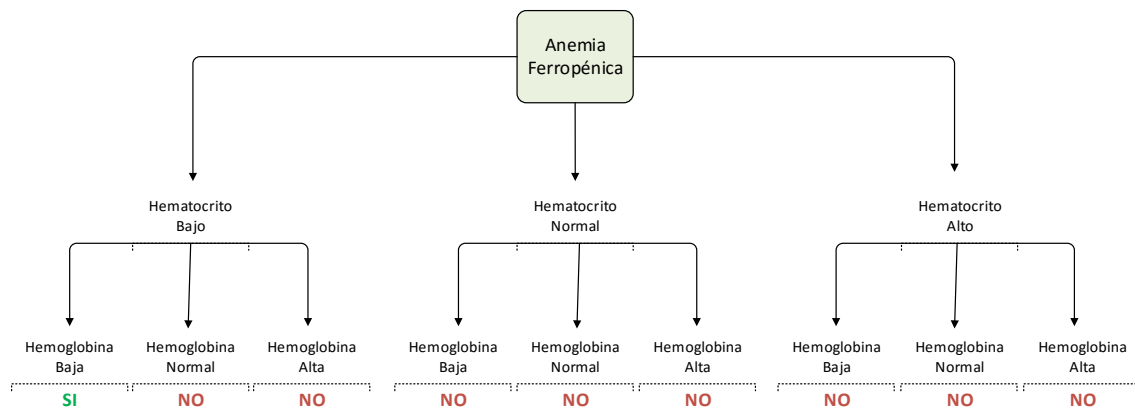 Anemia
Ferropénica
Hematocrito
Bajo
Hematocrito
Normal
Hematocrito
Alto
Hemoglobina
Baja
Hemoglobina
Normal
Hemoglobina
Alta
Hemoglobina
Baja
Hemoglobina
Normal
Hemoglobina
Alta
Hemoglobina
Baja
Hemoglobina
Normal
Hemoglobina
Alta
SI
NO
NO
NO
NO
NO
NO
NO
NO